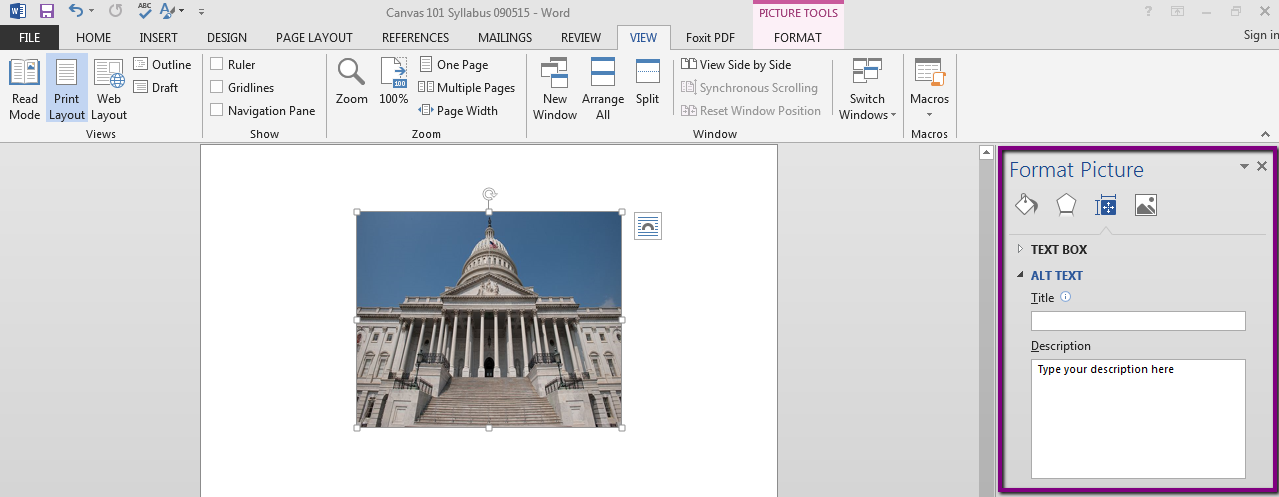 Canvas 101 Syllabus 090515 - Word
PICTURE TOOLS
FILE HOME INSERT DESIGN PAGE LAYOUT REFERENCES MAILINGS REVIEW VIEW Foxit PDF FORMAT Sign in
Read Mode
Print Layout
Web Layout
Outline
Draft
Views
Ruler
Gridlines
Navigation Pane
Show
Zoom
100
100%
One Page
Multiple Pages
Page Width
Zoom
New Window
Arrange All
Split
View Side by Side
Synchronous Scrolling
Reset Window Position
Switch Windows
Window
Macros
Macros
ABC
Format Picture
TEXT BOX
ALT TEXT
Title
Description
Type your description here